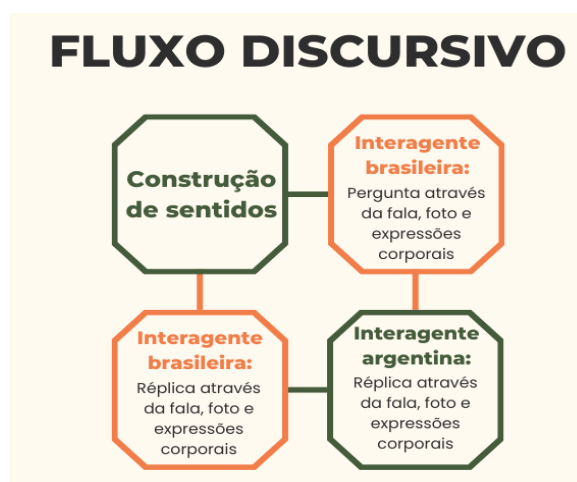 FLUXO DISCURSIVO
Construção
de sentidos
Interagente
brasileira:
Pergunta através
da fala, foto e
expressões
corporais
Interagente
brasileira:
Réplica através
da fala, foto e
expressões
corporais
Interagente
argentina:
Réplica através
da fala, foto e
expressões
corporais